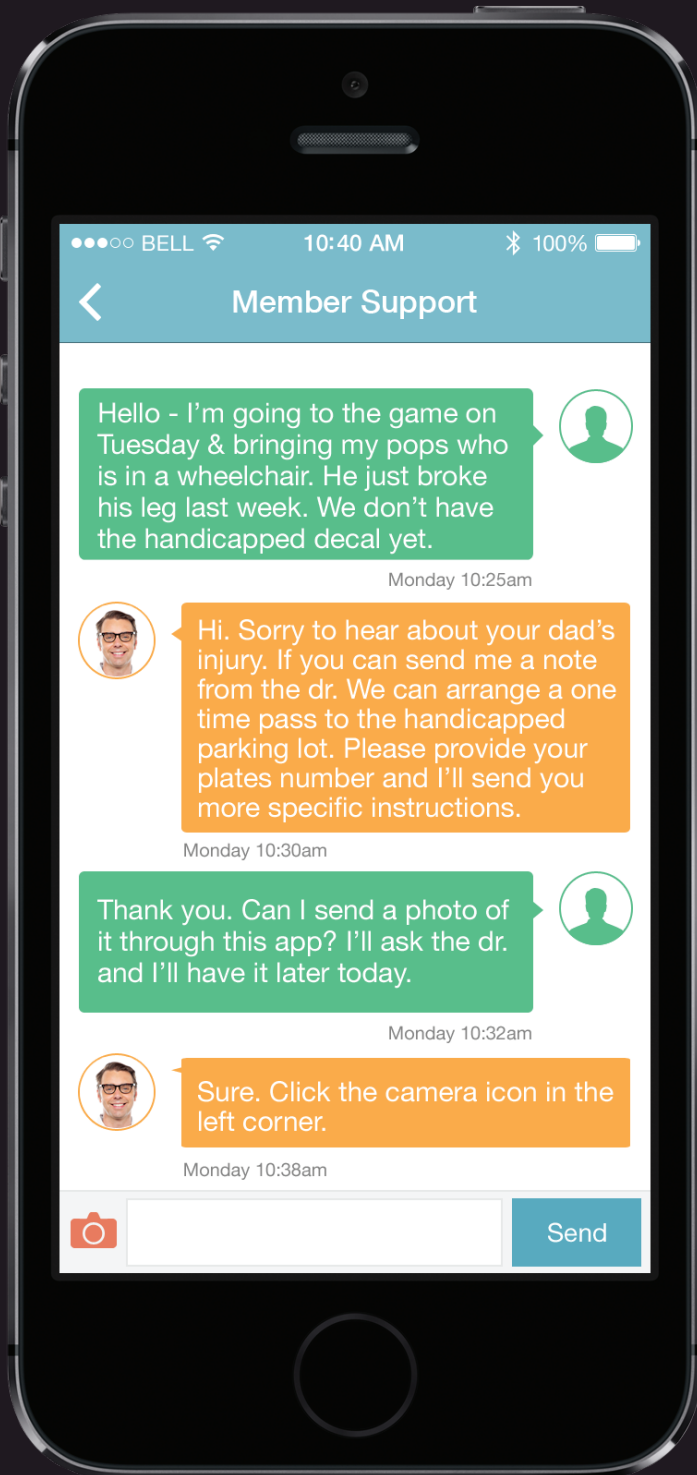 BELL 10:40 AM 100%
Member Support
Hello - I’m going to the game on
Tuesday & bringing my pops who
is in a wheelchair. He just broke
his leg last week. We don’t have
the handicapped decal yet.
Monday 10:25am
Hi. Sorry to hear about your dad’s
injury. If you can send me a note
from the dr. We can arrange a one
time pass to the handicapped
parking lot. Please provide your
plates number and I’ll send you
more specific instructions.
Monday 10:30am
Thank you. Can I send a photo of
it through this app? I’ll ask the dr.
and I’ll have it later today.
Monday 10:32am
Sure. Click the camera icon in the
left corner.
Monday 10:38am
Send